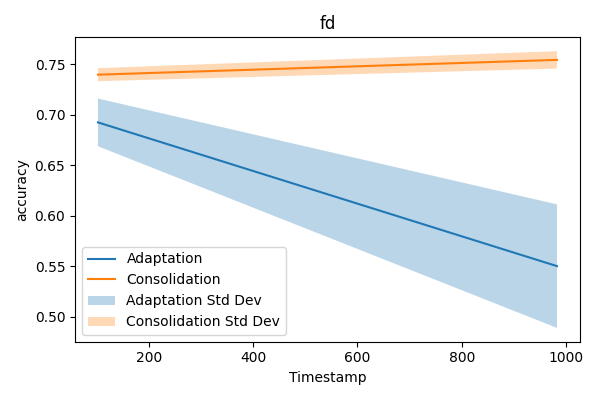 fd
accuracy
0.75
0.70
0.65
0.60
0.55
0.50
Adaptation
Consolidation
Adaptation Std Dev
Consolidation Std Dev
200 400 600 800 1000
Timestamp